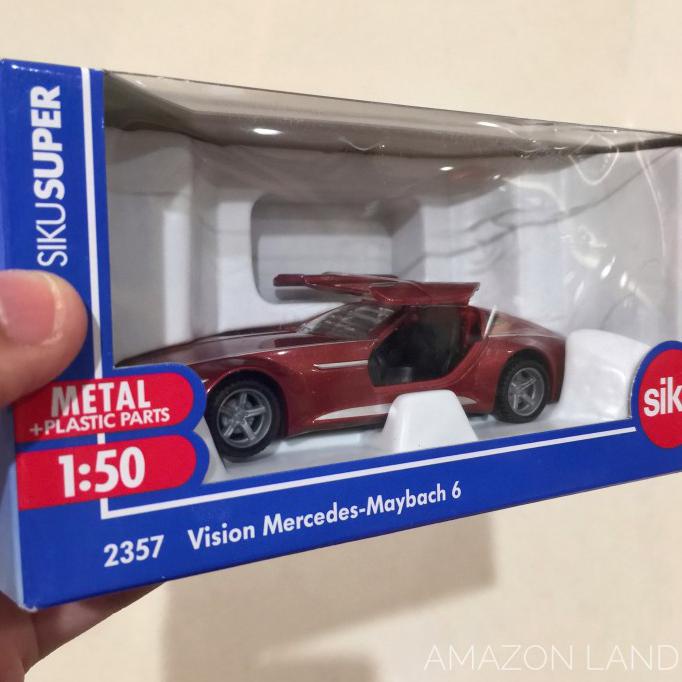 SIKUSUPER
METAL
+PLASTIC PARTS
1:50
2357 Vision Mercedes-Maybach 6
sik
AMAZON LAND